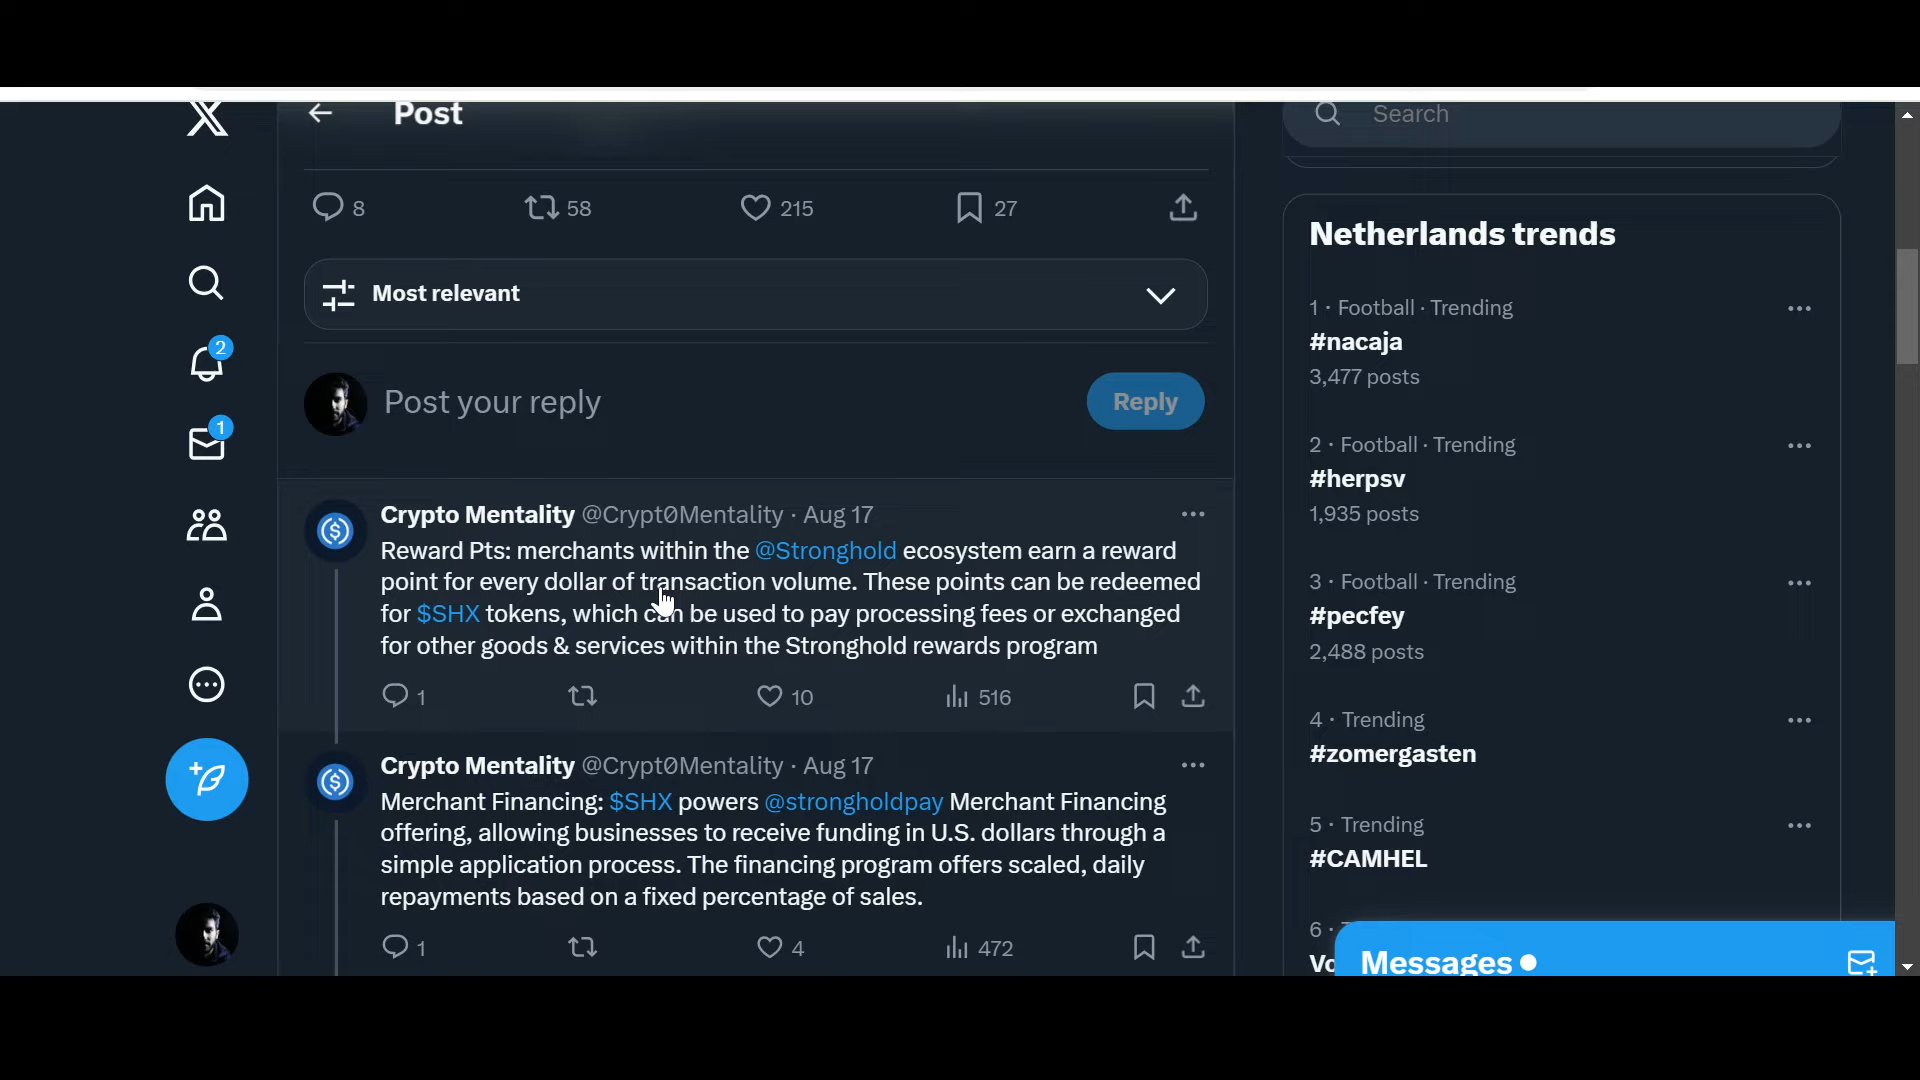 Post
Search
8
58
215
27
Most relevant
Post your reply
Reply
Crypto Mentality @Crypt0Mentality · Aug 17
Reward Pts: merchants within the @Stronghold ecosystem earn a reward
point for every dollar of transaction volume. These points can be redeemed
for $SHX tokens, which can be used to pay processing fees or exchanged
for other goods & services within the Stronghold rewards program
1
10
516
Crypto Mentality @Crypt0Mentality · Aug 17
Merchant Financing: $SHX powers @strongholdpay Merchant Financing
offering, allowing businesses to receive funding in U.S. dollars through a
simple application process. The financing program offers scaled, daily
repayments based on a fixed percentage of sales.
1
4
472
2
1
Netherlands trends
1 · Football · Trending
#nacaja
3,477 posts
2 · Football · Trending
#herpsv
1,935 posts
3 · Football · Trending
#pecfey
2,488 posts
4 · Trending
#zomergasten
5 · Trending
#CAMHEL
6 ·
Messages